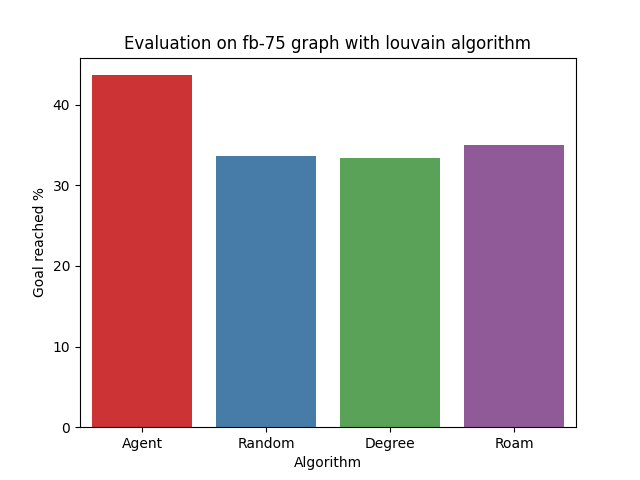 Evaluation on fb-75 graph with louvain algorithm
Goal reached %
40
30
20
10
0
Agent
Random
Degree
Roam
Algorithm